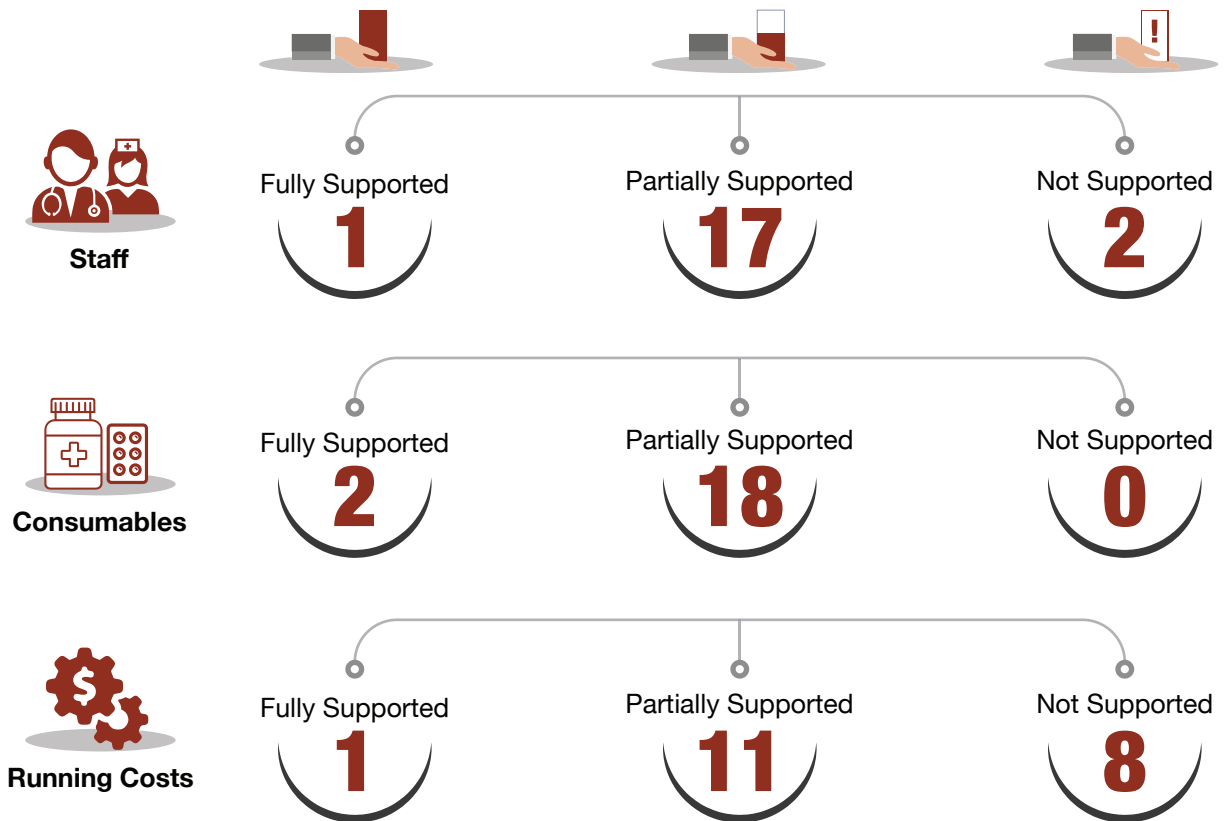 !
Fully Supported
Partially Supported
Not Supported
1
17
2
Staff
Fully Supported
Partially Supported
Not Supported
2
18
0
Consumables
$
Fully Supported
Partially Supported
Not Supported
1
11
8
Running Costs